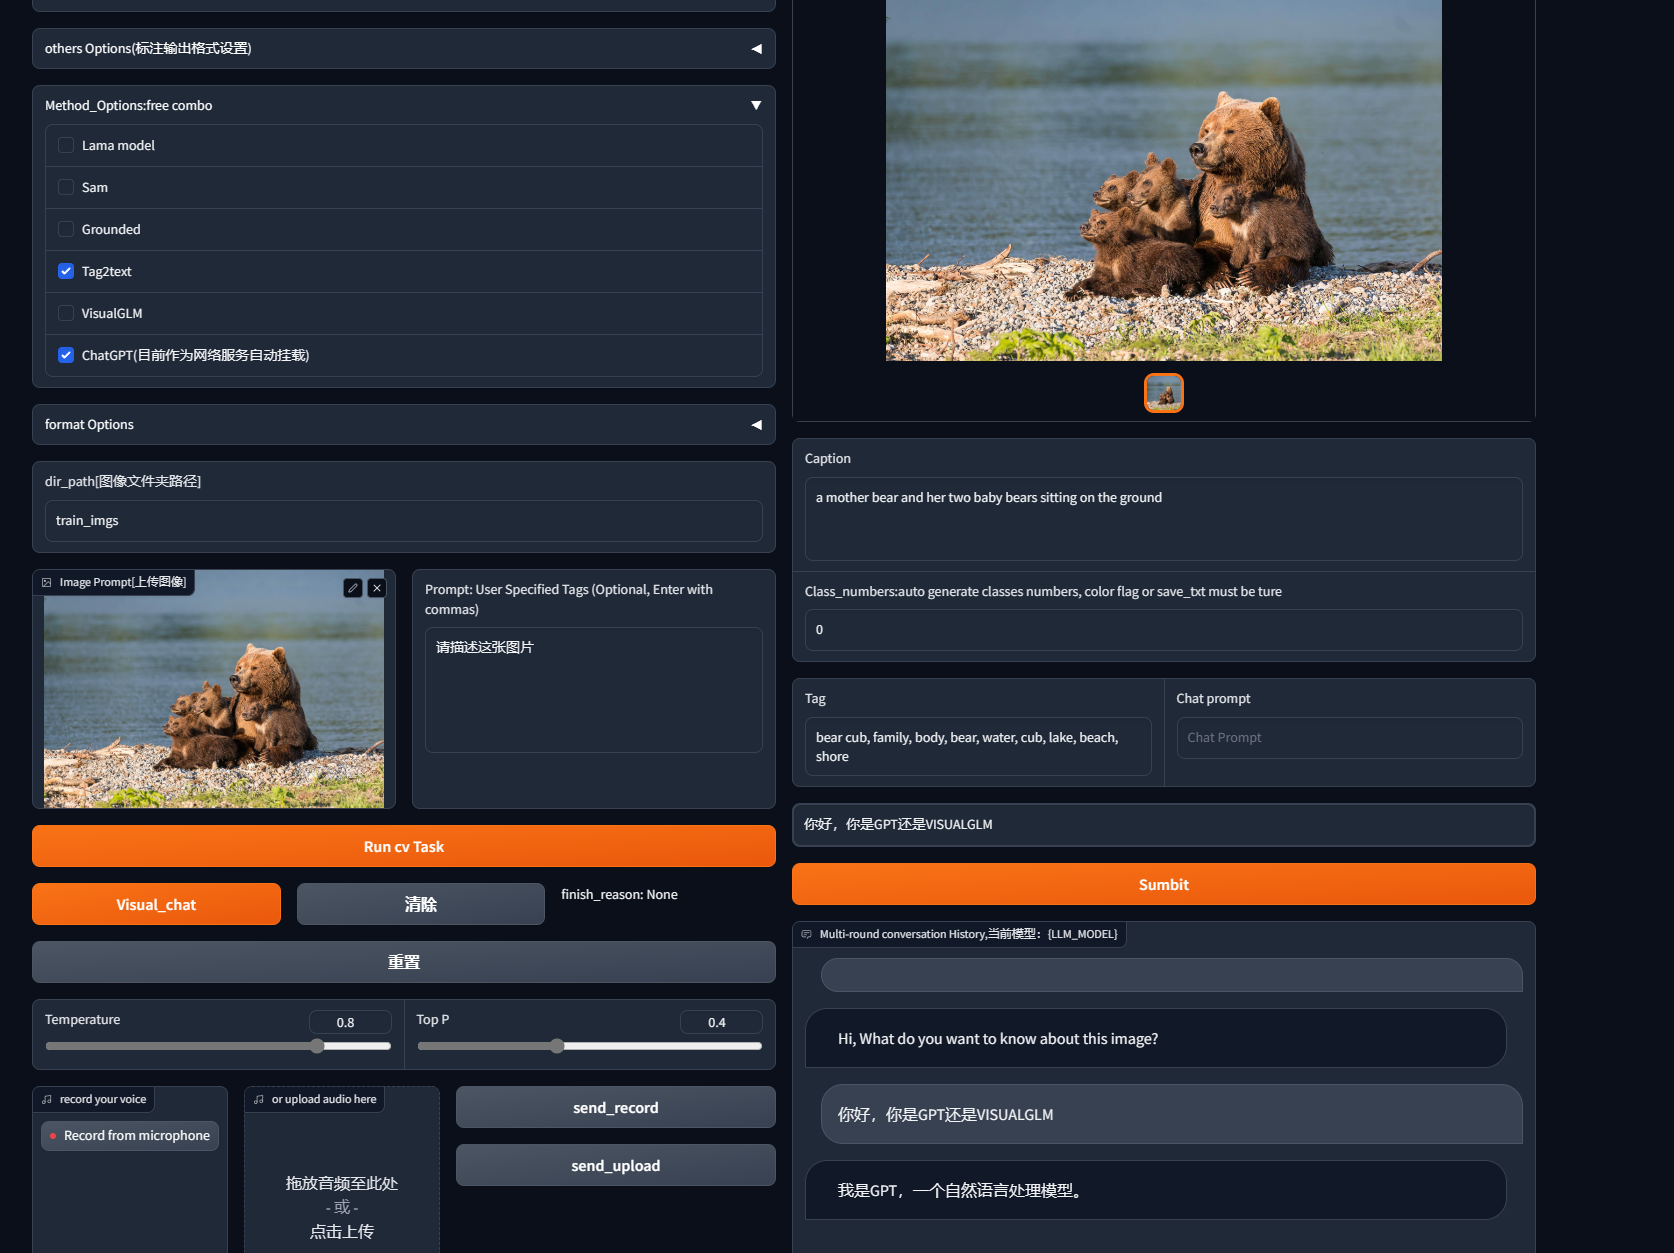 others Options(标注输出格式设置)
Method_Options:free combo
Lama model
Sam
Grounded
Tag2text
VisualGLM
ChatGPT(目前作为网络服务自动挂载)
format Options
dir_path[图像文件夹路径]
train_imgs
Image Prompt[上传图像]
Prompt: User Specified Tags (Optional, Enter with
commas)
请描述这张图片
Run cv Task
Visual_chat
清除
finish_reason: None
重置
Temperature
0.8
Top P
0.4
record your voice
Record from microphone
or upload audio here
拖放音频至此处
- 或 -
点击上传
send_record
send_upload
Caption
a mother bear and her two baby bears sitting on the ground
Class_numbers:auto generate classes numbers, color flag or save_txt must be ture
0
Tag
bear cub, family, body, bear, water, cub, lake, beach,
shore
Chat prompt
Chat Prompt
你好，你是GPT还是VISUALGLM
Sumbit
Multi-round conversation History,当前模型：{LLM_MODEL}
Hi, What do you want to know about this image?
你好，你是GPT还是VISUALGLM
我是GPT，一个自然语言处理模型。